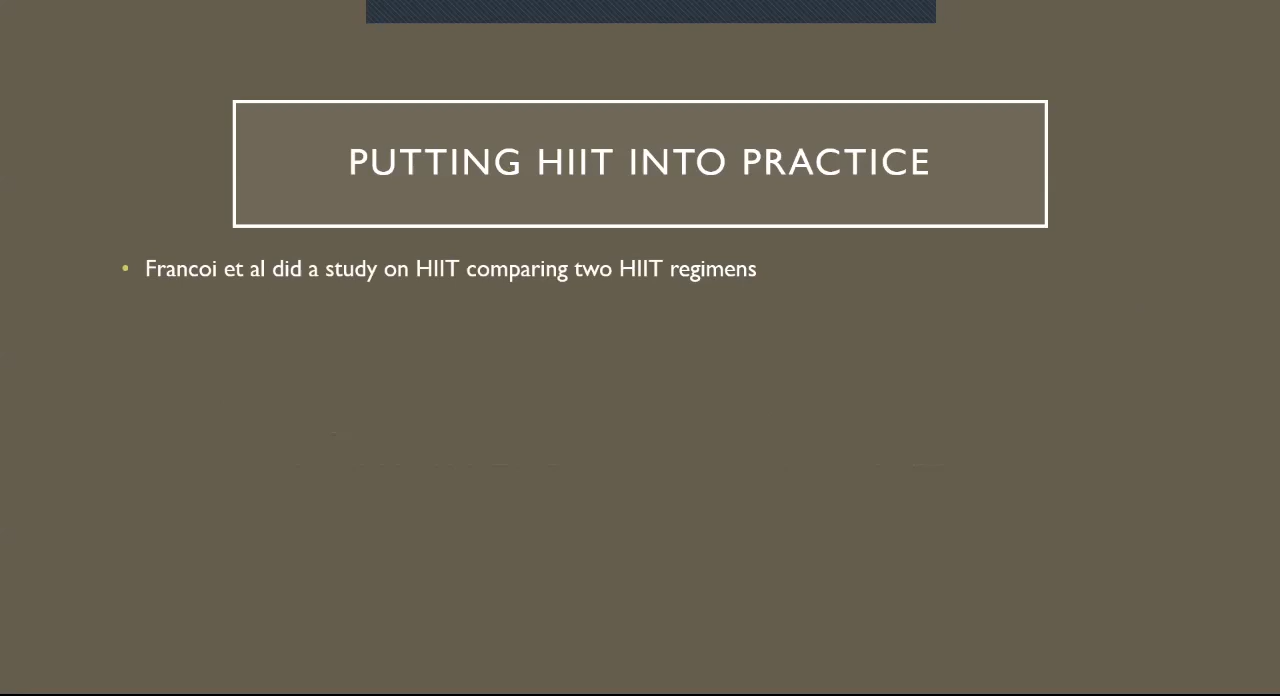 PUTTING HIIT INTO PRACTICE
• Francoi et al did a study on HIIT comparing two HIIT regimens